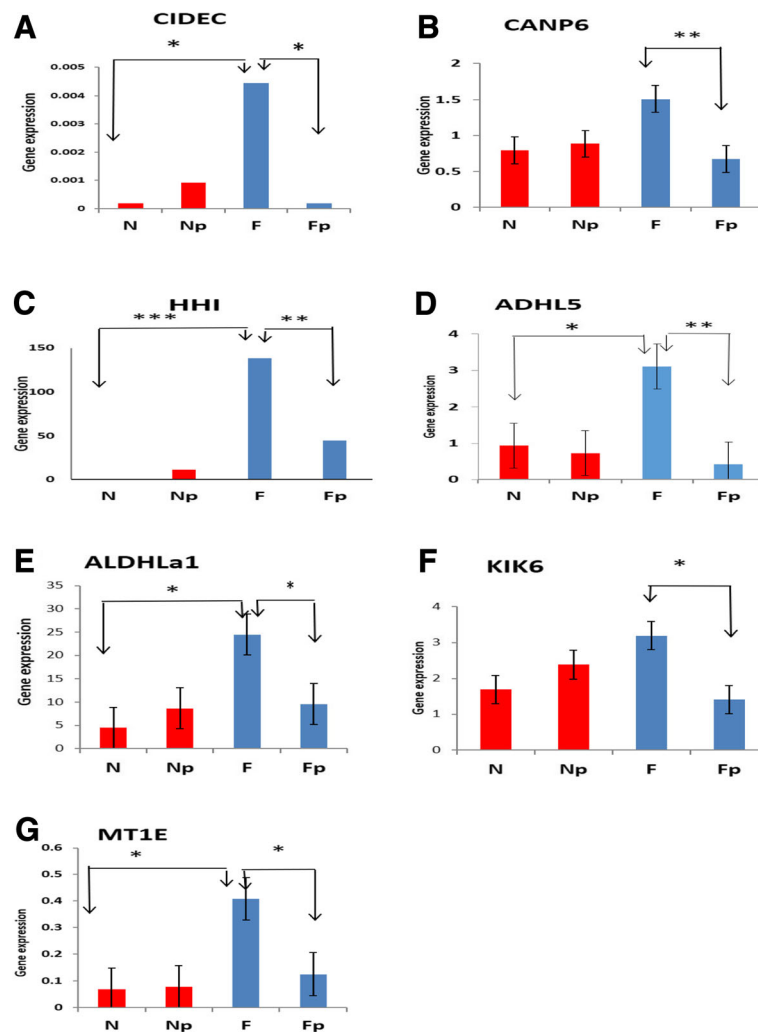 A CIDEC
* *
Gene expression
0.005
0.004
0.003
0.002
0.001
0
N Np F Fp
B CANP6
**
Gene expression
2
1.5
1
0.5
0
N Np F Fp
C HHI
*** **
Gene expression
150
100
50
0
N Np F Fp
D ADHL5
* **
Gene expression
4
3
2
1
0
N Np F Fp
E ALDHLa1
* *
Gene expression
35
30
25
20
15
10
5
0
N Np F Fp
F KIK6
*
Gene expression
4
3
2
1
0
N Np F Fp
G MT1E
* *
Gene expression
0.6
0.5
0.4
0.3
0.2
0.1
0
N Np F Fp